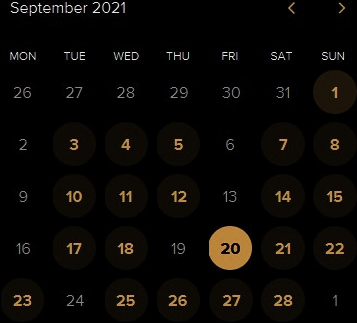 September 2021
MON TUE WED THU FRI SAT SUN
26 27 28 29 30 31 1
2 3 4 5 6 7 8
9 10 11 12 13 14 15
16 17 18 19 20 21 22
23 24 25 26 27 28 1